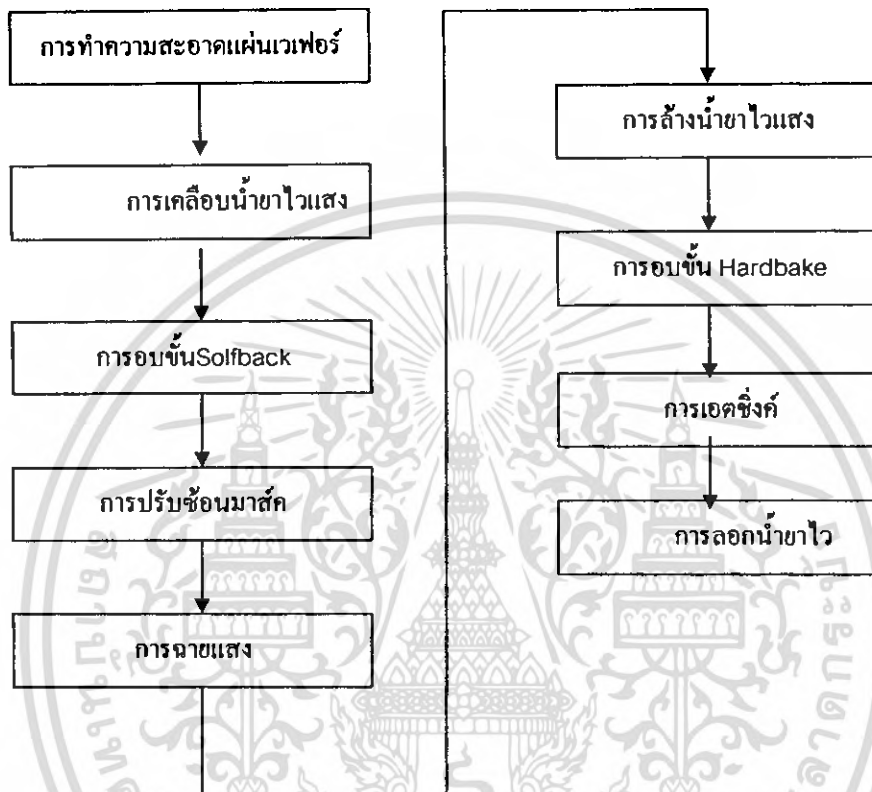 การทำความสะอาดแผ่นเวเฟอร์
การเคลือบน้ำยาไวแสง
การอบขั้นSolfback
การปรับซ้อนมาส์ค
การฉายแสง
การล้างน้ำยาไวแสง
การอบขั้น Hardbake
การเอตชิ่งค์
การลอกน้ำยาไว